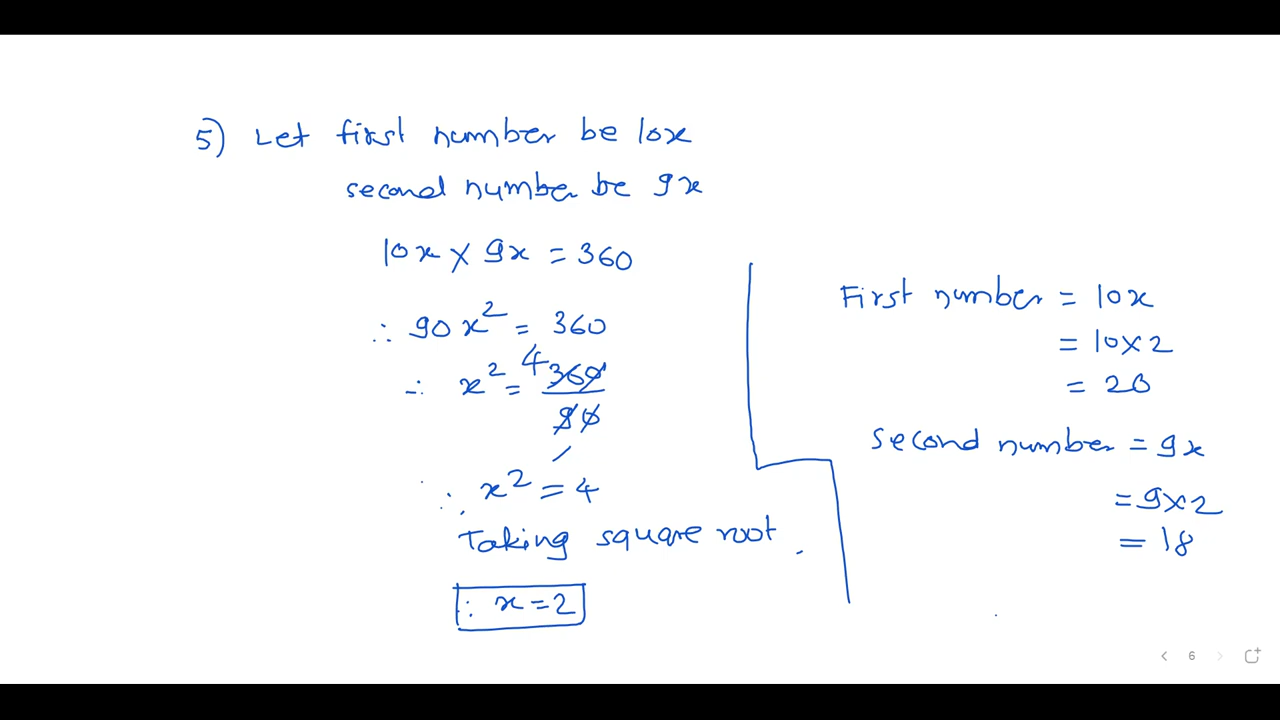 5) Let first number be 10x
second number be 9x
10x × 9x = 360
∴ 90x² = 360
∴ x² = 4 360/90
∴ x² = 4
Taking square root
∴ x = 2
First number = 10x
= 10×2
= 20
Second number = 9x
= 9×2
= 18
6